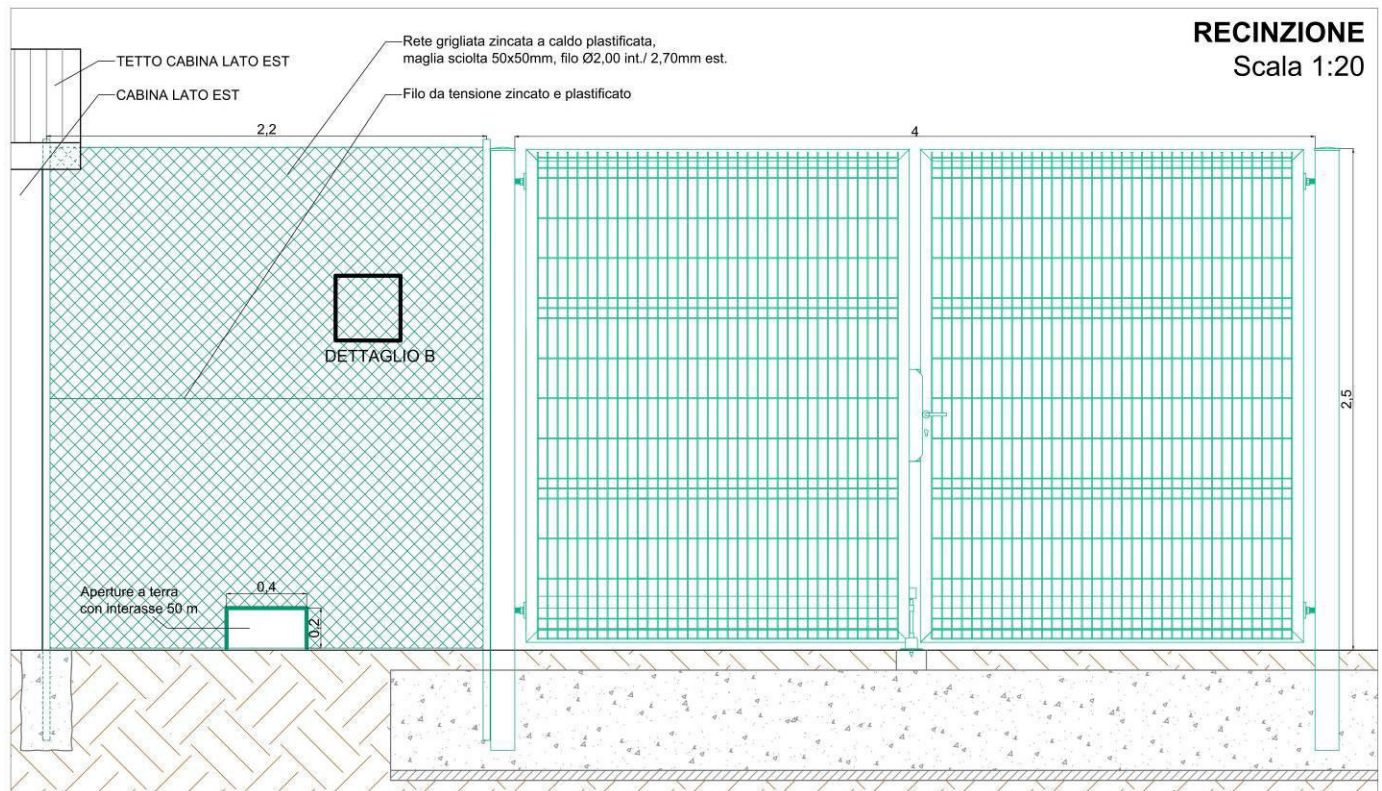 RECINZIONE
Scala 1:20
TETTO CABINA LATO EST
CABINA LATO EST
Rete grigliata zincata a caldo plastificata,
maglia sciolta 50x50mm, filo Ø2,00 int./ 2,70mm est.
Filo da tensione zincato e plastificato
2,2
4
DETTAGLIO B
2,5
Aperture a terra
con interasse 50 m
0,4
0,2